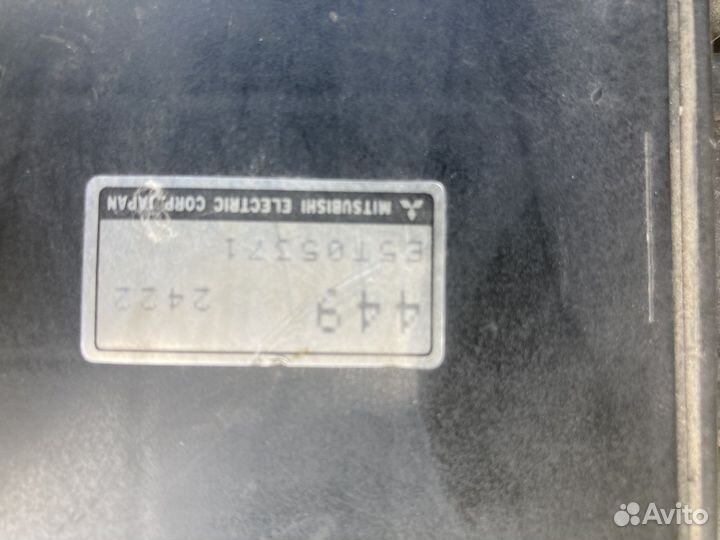 449 2422
E5T05371
MITSUBISHI ELECTRIC CORP.JAPAN
Avito